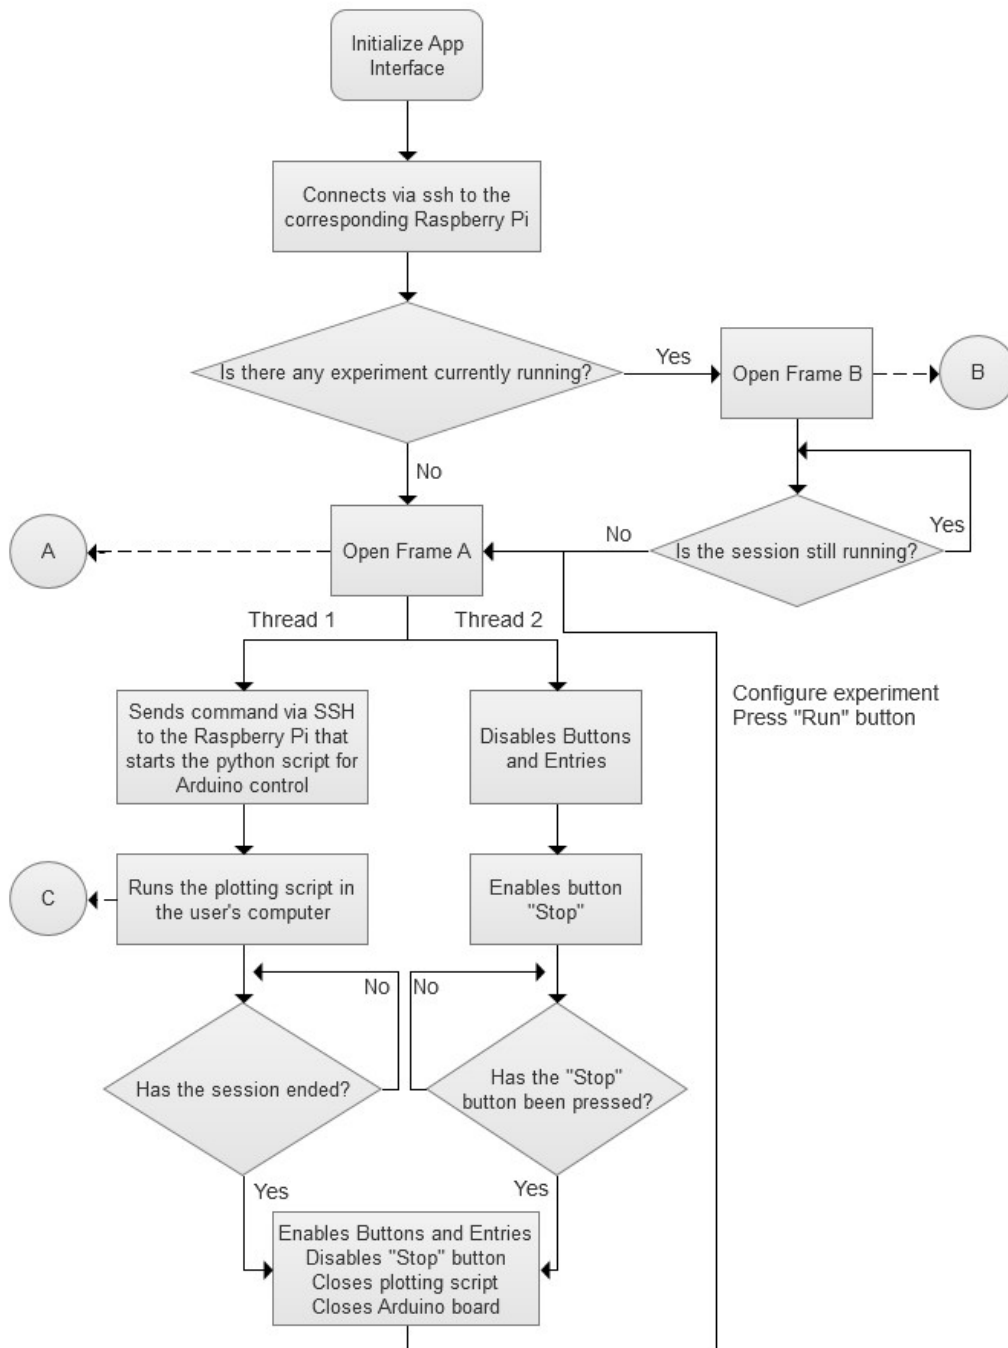 Initialize App
Interface
Connects via ssh to the
corresponding Raspberry Pi
Is there any experiment currently running?
Yes
Open Frame B
B
No
A
Open Frame A
No
Is the session still running?
Yes
Thread 1
Thread 2
Configure experiment
Press "Run" button
Sends command via SSH
to the Raspberry Pi that
starts the python script for
Arduino control
Disables Buttons
and Entries
C
Runs the plotting script in
the user's computer
Enables button
"Stop"
No
No
Has the session ended?
Has the "Stop"
button been pressed?
Yes
Yes
Enables Buttons and Entries
Disables "Stop" button
Closes plotting script
Closes Arduino board